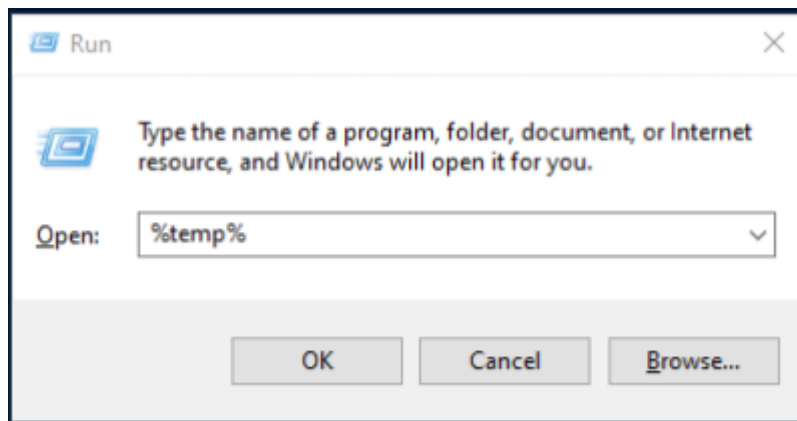 Run
Type the name of a program, folder, document, or Internet
resource, and Windows will open it for you.
Open: %temp%
OK Cancel Browse...